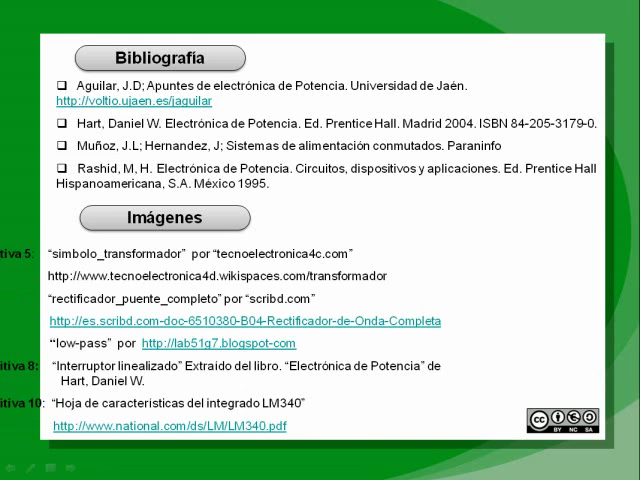 Bibliografía
Aguilar, J.D; Apuntes de electrónica de Potencia. Universidad de Jaén.
http://voltio.ujaen.es/jaguilar
Hart, Daniel W. Electrónica de Potencia. Ed. Prentice Hall. Madrid 2004. ISBN 84-205-3179-0.
Muñoz, J.L; Hernandez, J; Sistemas de alimentación conmutados. Paraninfo
Rashid, M, H. Electrónica de Potencia. Circuitos, dispositivos y aplicaciones. Ed. Prentice Hall
Hispanoamericana, S.A. México 1995.
Imágenes
tiva 5: “simbolo_transformador” por “tecnoelectronica4c.com”
http://www.tecnoelectronica4d.wikispaces.com/transformador
“rectificador_puente_completo” por “scribd.com”
http://es.scribd.com-doc-6510380-B04-Rectificador-de-Onda-Completa
“low-pass” por http://lab51g7.blogspot-com
itiva 8: “Interruptor linealizado” Extraído del libro. “Electrónica de Potencia” de
Hart, Daniel W.
itiva 10: “Hoja de características del integrado LM340”
http://www.national.com/ds/LM/LM340.pdf
cc BY NC SA